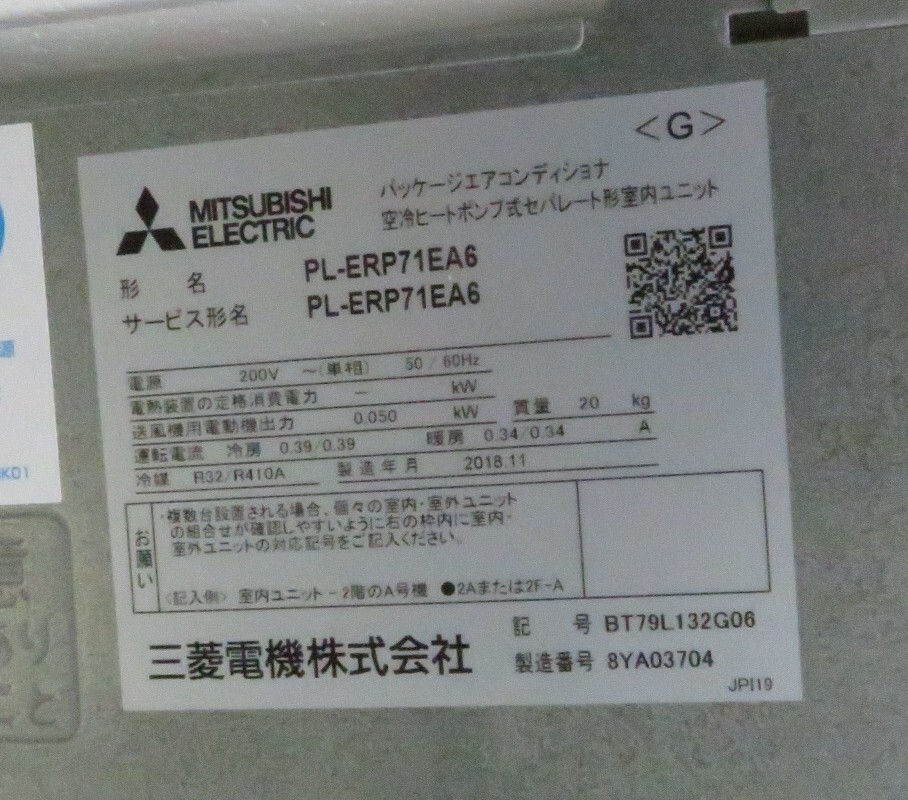 <G>
MITSUBISHI
ELECTRIC
パッケージエアコンディショナ
空冷ヒートポンプ式セパレート形室内ユニット
形 名 PL-ERP71EA6
サービス形名 PL-ERP71EA6
電源 200V ～(単相) 50 / 60Hz
電熱装置の定格消費電力 — kW
送風機用電動機出力 0.050 kW 質量 20 kg
運転電流 冷房 0.39/0.39 暖房 0.34/0.34 A
冷媒 R32/R410A 製造年月 2018.11
お願い
・複数台設置される場合、個々の室内・室外ユニット
の組合せが確認しやすいように右の枠内に室内・
室外ユニットの対応記号をご記入ください。
〈記入例〉 室内ユニット－2階のA号機 ●2Aまたは2F-A
三菱電機株式会社
記 号 BT79L132G06
製造番号 8YA03704
JPI19
源
K01
り
と